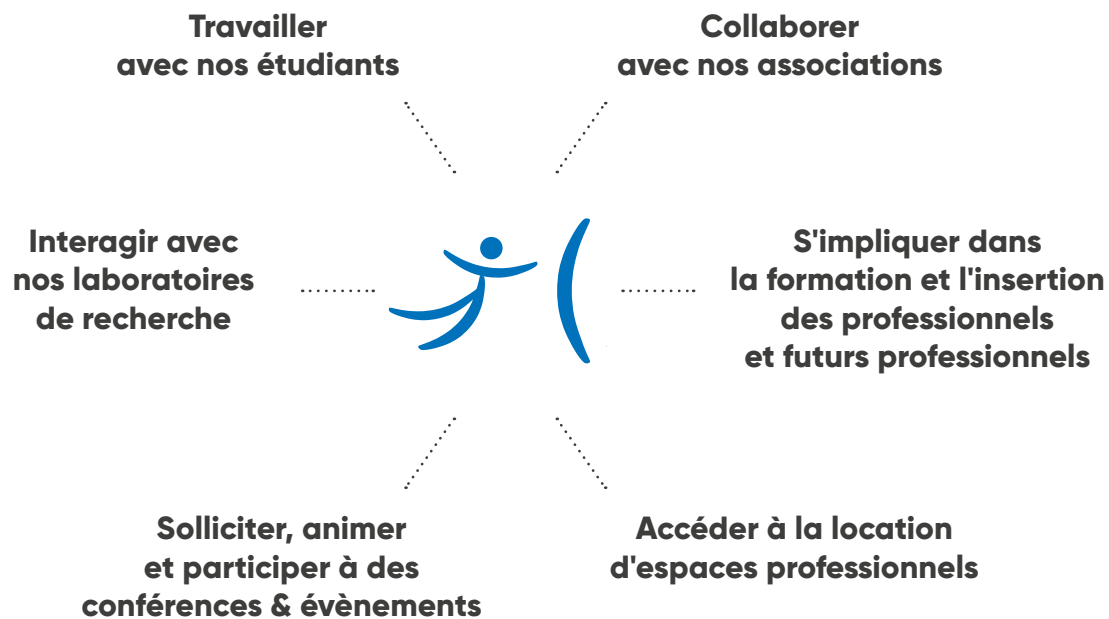 Travailler
avec nos étudiants
Collaborer
avec nos associations
Interagir avec
nos laboratoires
de recherche
S'impliquer dans
la formation et l'insertion
des professionnels
et futurs professionnels
Solliciter, animer
et participer à des
conférences & évènements
Accéder à la location
d'espaces professionnels